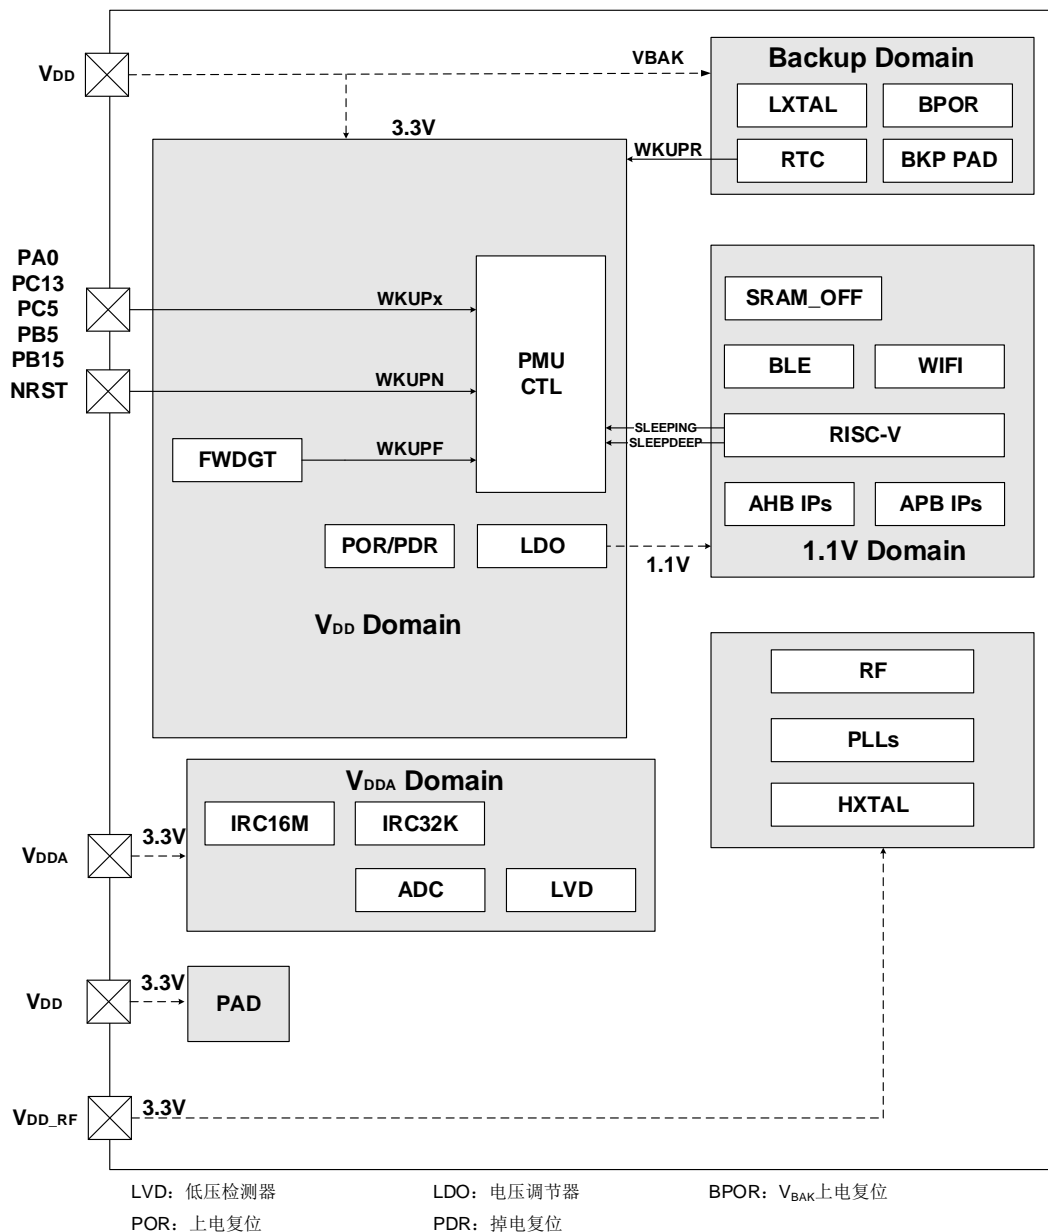 VDD
VBAK
3.3V
Backup Domain
LXTAL
BPOR
RTC
BKP PAD
WKUPR
PA0
PC13
PC5
PB5
PB15
NRST
WKUPx
WKUPN
WKUPF
FWDGT
PMU
CTL
POR/PDR
LDO
VDD Domain
SRAM_OFF
BLE
WIFI
SLEEPING
SLEEPDEEP
RISC-V
AHB IPs
APB IPs
1.1V Domain
1.1V
RF
PLLs
HXTAL
VDDA Domain
IRC16M
IRC32K
ADC
LVD
VDDA
3.3V
VDD
3.3V
PAD
VDD_RF
3.3V
LVD：低压检测器
LDO：电压调节器
BPOR：VBAK上电复位
POR：上电复位
PDR：掉电复位